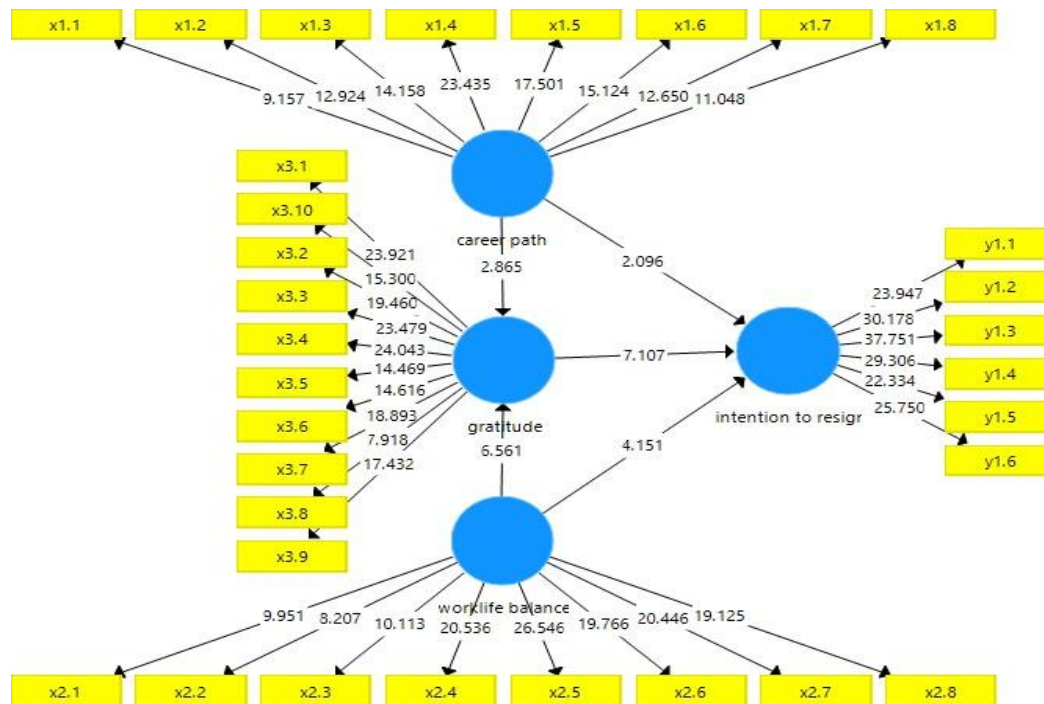 x1.1 x1.2 x1.3 x1.4 x1.5 x1.6 x1.7 x1.8
9.157 12.924 14.158 23.435 17.501 15.124 12.650 11.048
x3.1
x3.10
x3.2
x3.3
x3.4
x3.5
x3.6
x3.7
x3.8
x3.9
23.921
15.300
19.460
23.479
24.043
14.469
14.616
18.893
7.918
17.432
career path
2.865
2.096
gratitude
6.561
7.107
4.151
intention to resigr
23.947
30.178
37.751
29.306
22.334
25.750
y1.1
y1.2
y1.3
y1.4
y1.5
y1.6
worklife balance
9.951 8.207 10.113 20.536 26.546 19.766 20.446 19.125
x2.1 x2.2 x2.3 x2.4 x2.5 x2.6 x2.7 x2.8